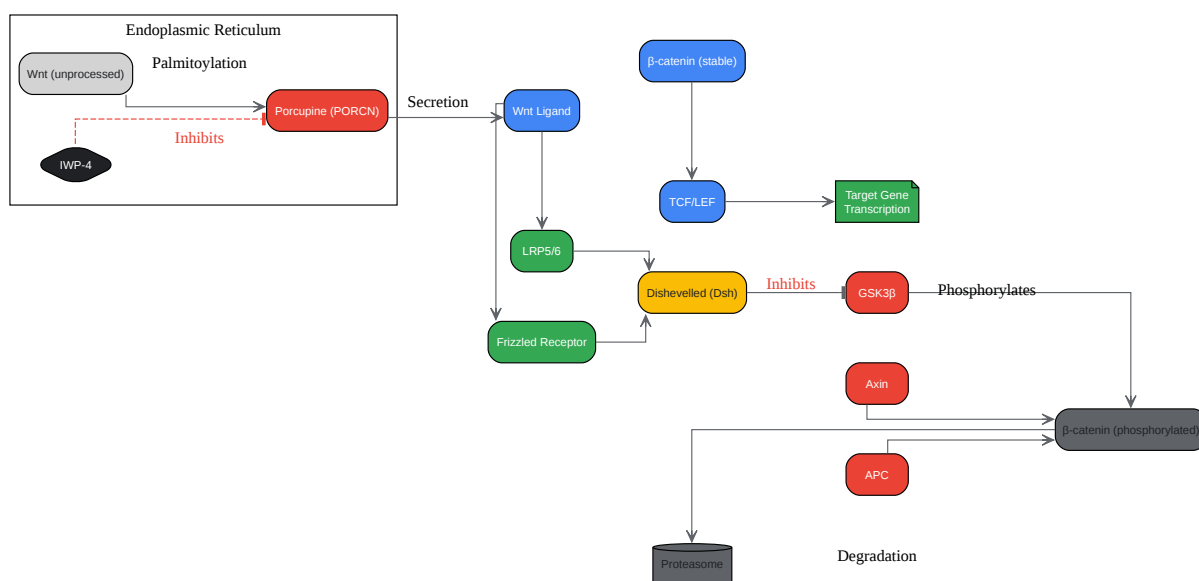 Endoplasmic Reticulum
Wnt (unprocessed)
Palmitoylation
Porcupine (PORCN)
Inhibits
IWP-4
Secretion
Wnt Ligand
β-catenin (stable)
TCF/LEF
Target Gene
Transcription
LRP5/6
Frizzled Receptor
Dishevelled (Dsh)
Inhibits
GSK3β
Phosphorylates
Axin
β-catenin (phosphorylated)
APC
Proteasome
Degradation